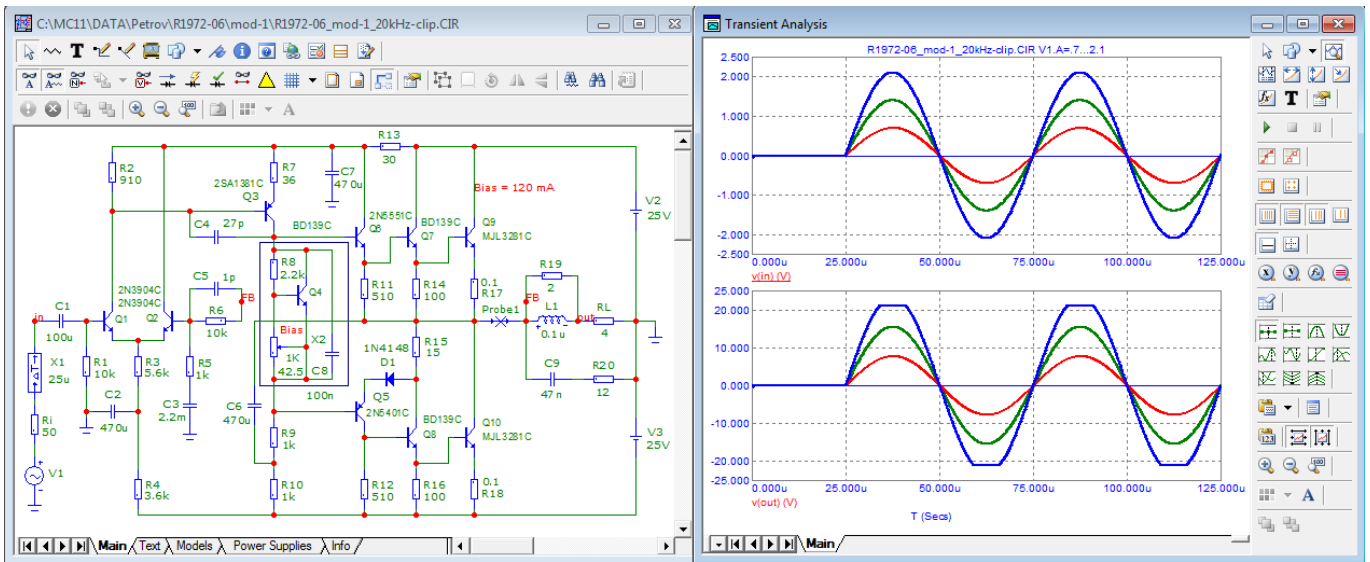 C:\MC11\DATA\Petrov\R1972-06\mod-1\R1972-06_mod-1_20kHz-clip.CIR
R13
30
R2
910
2SA1381C
Q3
R7
36
C7
470u
Bias = 120 mA
V2
25V
C4
27p
BD139C
2N5551C
Q6
BD139C
Q7
Q9
MJL3281C
R8
2.2k
Q4
C5
1p
FB
R6
10k
R11
510
R14
100
0.1
R17
R19
2
FB
L1
0.1u
out
RL
4
Probe1
in
C1
100u
2N3904C
2N3904C
Q1
Q2
Bias
1K
42.5
X2
C8
100n
1N4148
D1
R15
15
X1
25u
R1
10k
R3
5.6k
R5
1k
C2
470u
C3
2.2m
C6
470u
Q5
2N5401C
BD139C
Q8
Q10
MJL3281C
C9
47n
R20
12
V3
25V
Ri
50
V1
R9
1k
R4
3.6k
R10
1k
R12
510
R16
100
0.1
R18
Main
Text
Models
Power Supplies
Info
Transient Analysis
R1972-06_mod-1_20kHz-clip.CIR V1.A=.7...2.1
2.500
2.000
1.000
0.000
-1.000
-2.000
-2.500
0.000u 25.000u 50.000u 75.000u 100.000u 125.000u
v(in) (V)
25.000
20.000
10.000
0.000
-10.000
-20.000
-25.000
0.000u 25.000u 50.000u 75.000u 100.000u 125.000u
v(out) (V)
T (Secs)
Main